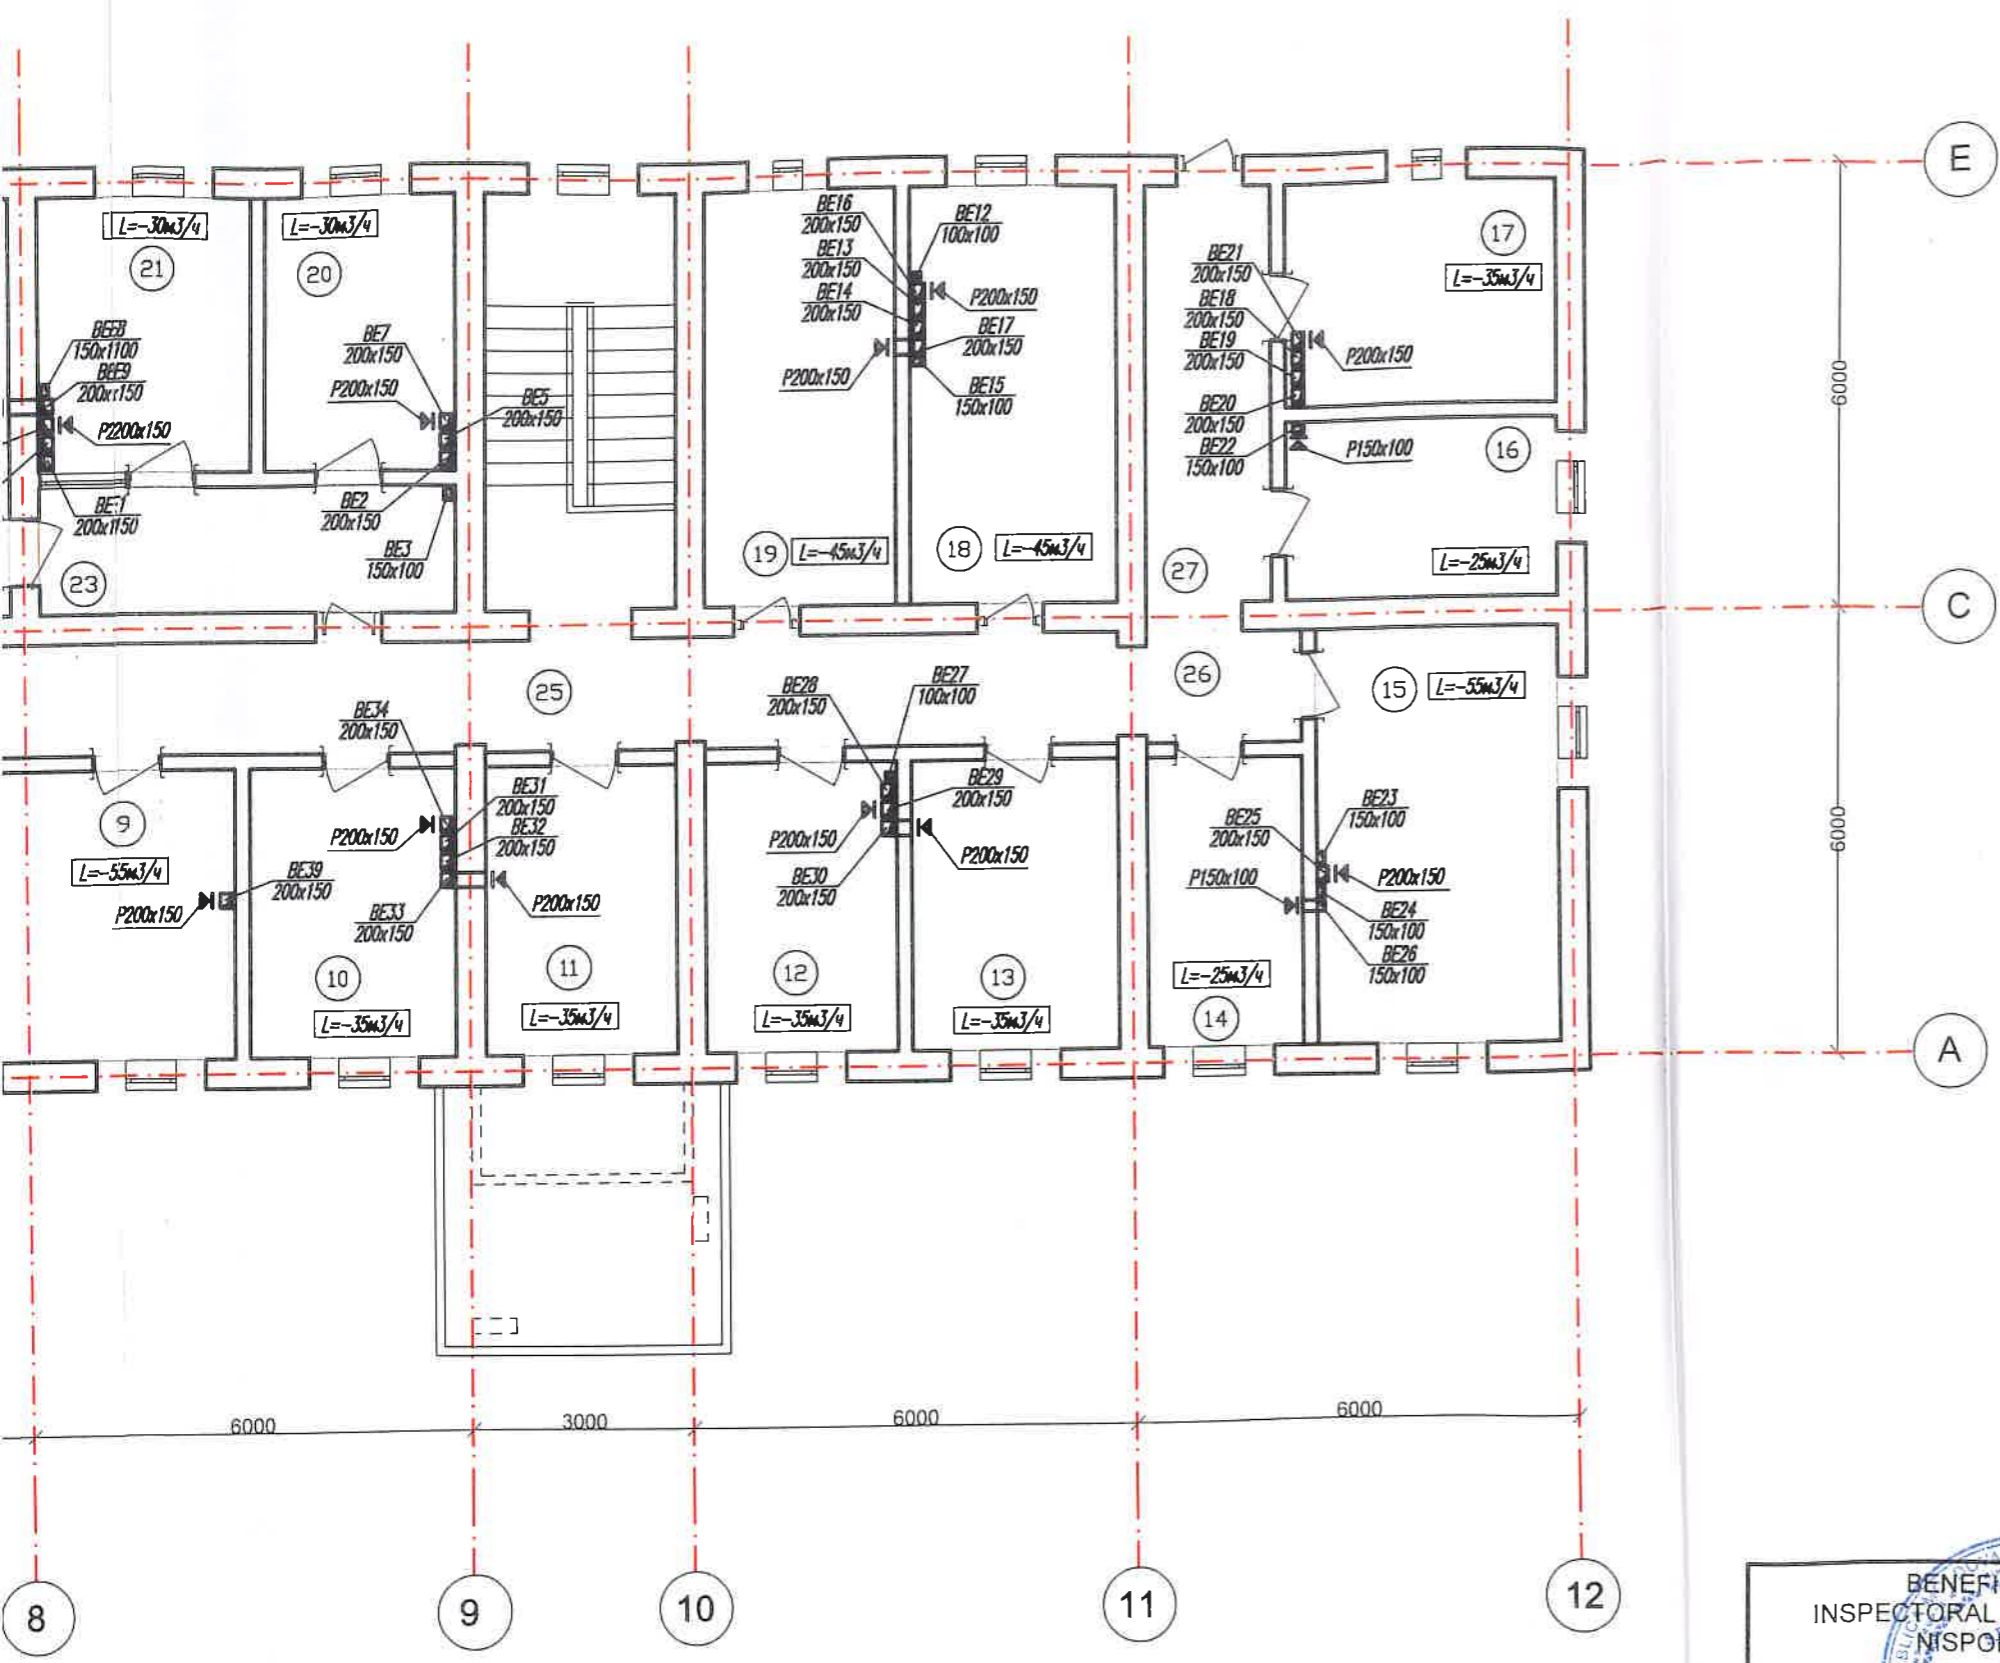 E
L=-30м3/ч
L=-30м3/ч
21
20
BE16
200x150
BE13
200x150
BE14
200x150
BE12
100x100
P200x150
BE17
200x150
BE15
150x100
P200x150
BE21
200x150
BE18
200x150
BE19
200x150
BE20
200x150
BE22
150x100
17
L=-35м3/ч
P200x150
16
P150x100
6000
150x1100
P2200x150
BE7
200x150
P200x150
BE5
200x150
BE2
200x150
BE3
150x100
23
19
L=-45м3/ч
18
L=-45м3/ч
27
L=-25м3/ч
C
25
BE28
200x150
BE27
100x100
26
15
L=-55м3/ч
BE34
200x150
9
L=-55м3/ч
P200x150
BE39
200x150
P200x150
BE31
200x150
BE32
200x150
BE33
200x150
P200x150
BE29
200x150
P200x150
BE30
200x150
P200x150
BE25
200x150
P150x100
BE23
150x100
P200x150
BE24
150x100
BE26
150x100
6000
10
L=-35м3/ч
11
L=-35м3/ч
12
L=-35м3/ч
13
L=-35м3/ч
L=-25м3/ч
14
A
6000
3000
6000
6000
8
9
10
11
12
BENEFI
INSPECTORAL
NISPO